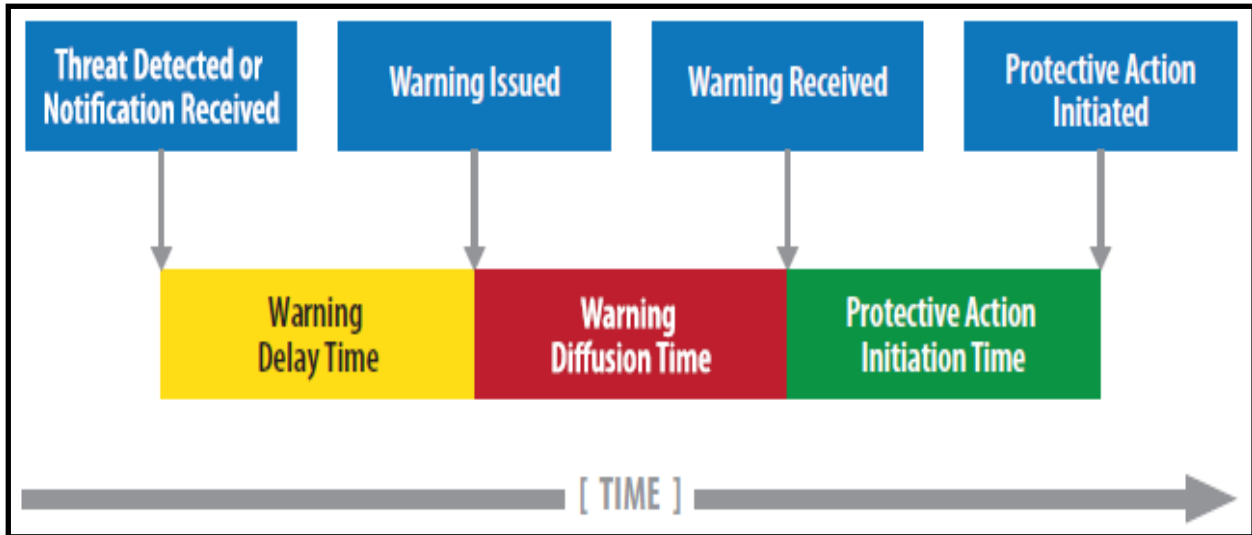 Threat Detected or
Notification Received
Warning Issued
Warning Received
Protective Action
Initiated
Warning
Delay Time
Warning
Diffusion Time
Protective Action
Initiation Time
[ TIME ]